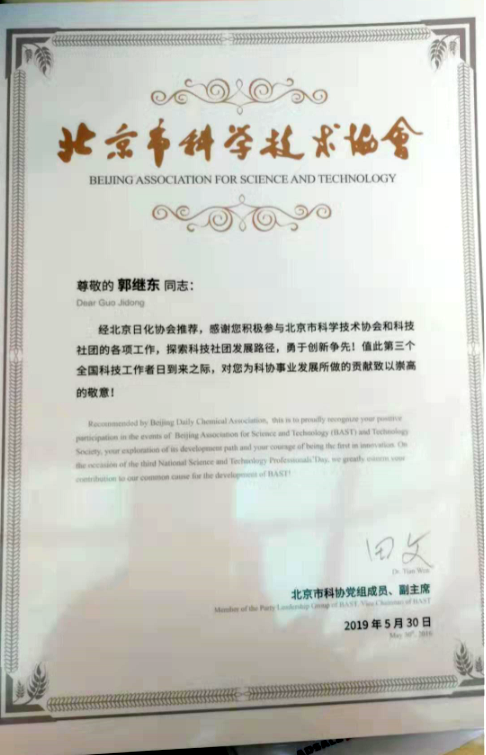 北京市科学技术协会
BEIJING ASSOCIATION FOR SCIENCE AND TECHNOLOGY
尊敬的 郭继东 同志：
Dear Guo Jidong
经北京日化协会推荐，感谢您积极参与北京市科学技术协会和科技
社团的各项工作，探索科技社团发展路径，勇于创新争先！值此第三个
全国科技工作者日到来之际，对您为科协事业发展所做的贡献致以崇高
的敬意！
Recommended by Beijing Daily Chemical Association, this is to proudly recognize your positive
participation in the events of Beijing Association for Science and Technology (BAST) and Technology
Society, your exploration of its development path and your courage of being the first in innovation. On
the occasion of the third National Science and Technology Professionals' Day, we greatly esteem your
contribution to our common cause for the development of BAST!
田文
Dr. Tian Wen
北京市科协党组成员、副主席
Member of the Party Leadership Group of BAST, Vice Chairman of BAST
2019 年 5 月 30 日
May 30th, 2019